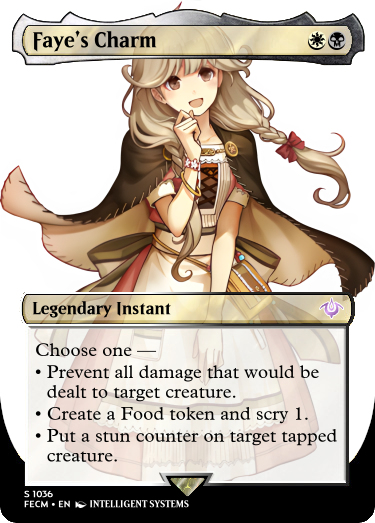 Faye's Charm
Legendary Instant
Choose one —
• Prevent all damage that would be
dealt to target creature.
• Create a Food token and scry 1.
• Put a stun counter on target tapped
creature.
S 1036
FECM • EN INTELLIGENT SYSTEMS